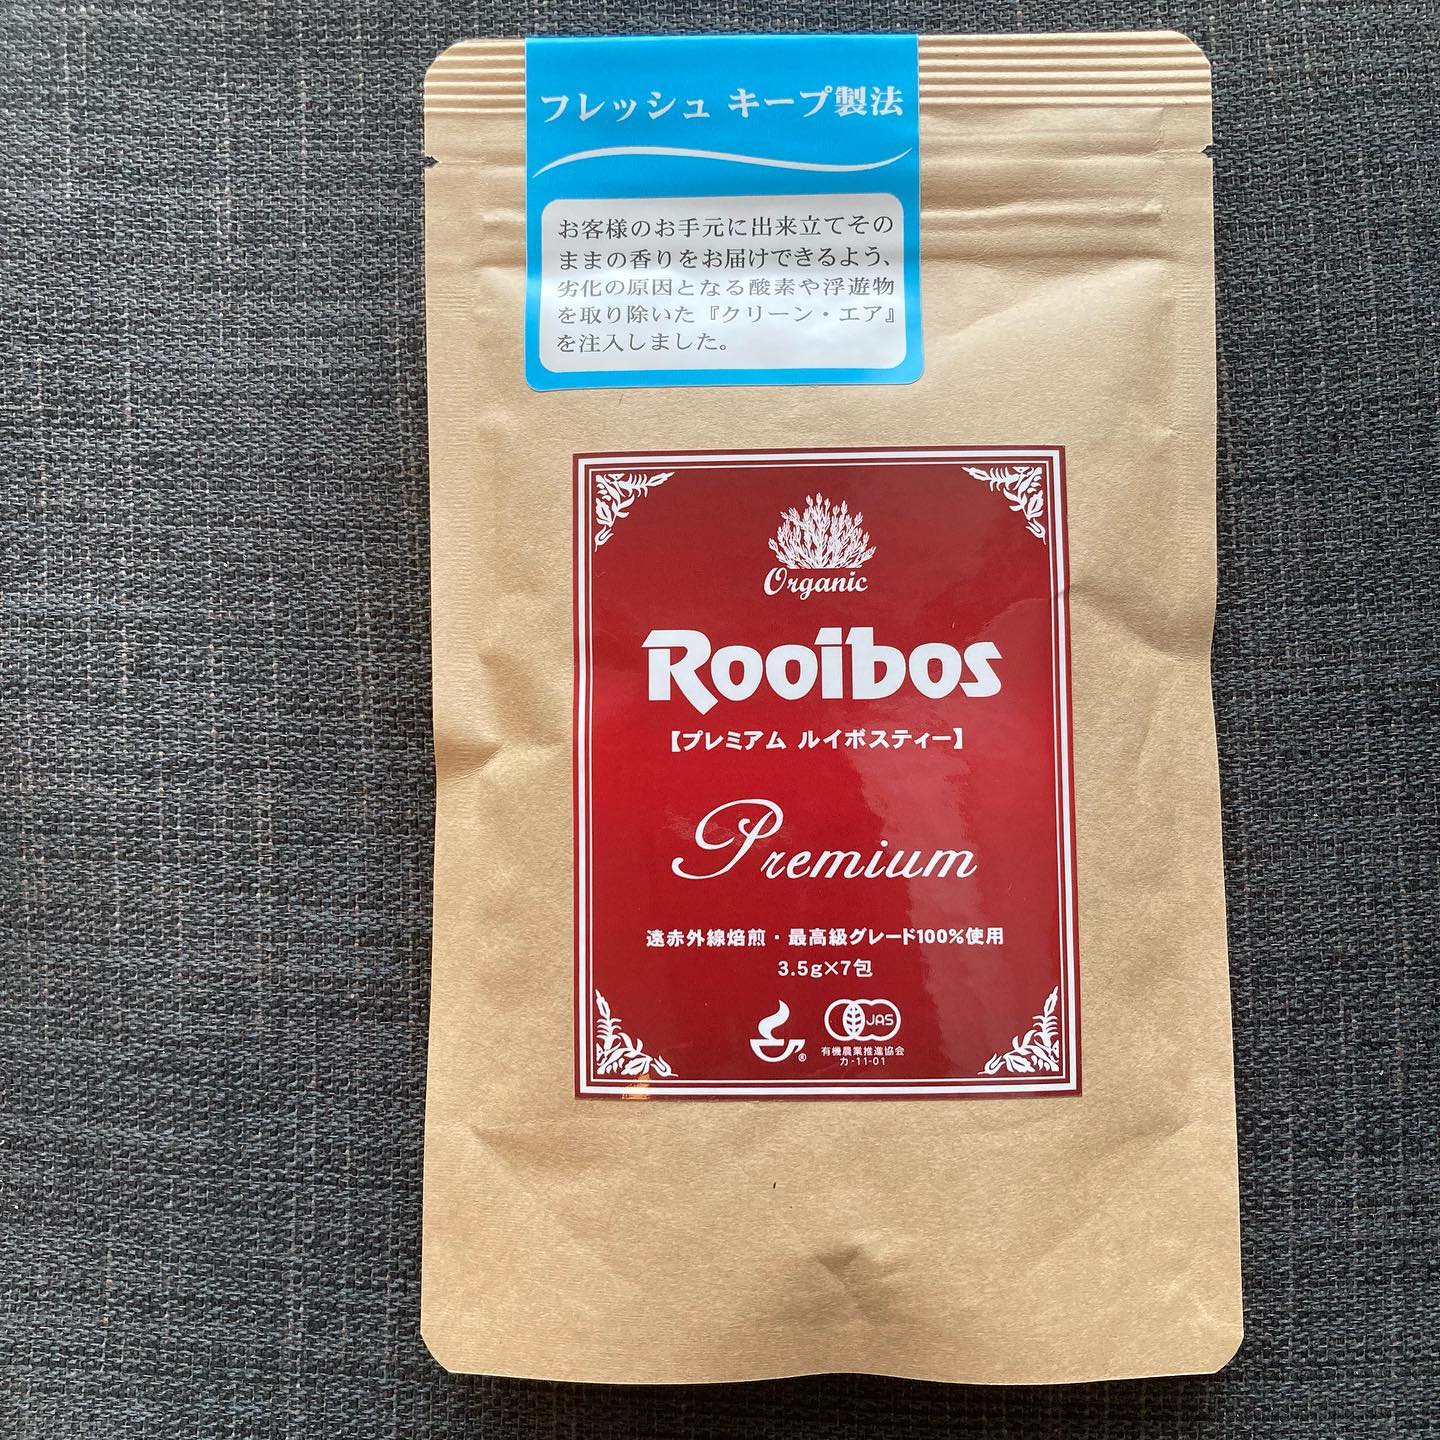 フレッシュ キープ製法
お客様のお手元に出来立てその
ままの香りをお届けできるよう、
劣化の原因となる酸素や浮遊物
を取り除いた『クリーン・エア』
を注入しました。
Organic
Rooibos
【プレミアム ルイボスティー】
Premium
遠赤外線焙煎・最高級グレード100%使用
3.5g×7包
®
JAS
有機農業推進協会
カ-11-01